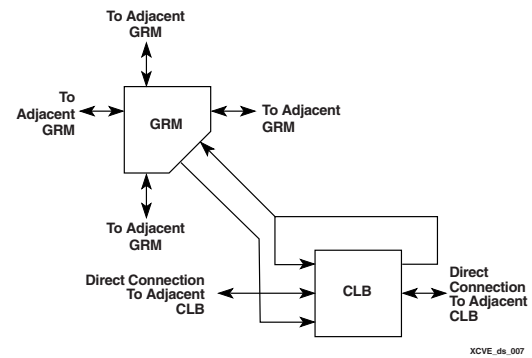 To Adjacent
GRM
To
Adjacent
GRM
GRM
To Adjacent
GRM
To Adjacent
GRM
Direct Connection
To Adjacent
CLB
CLB
Direct
Connection
To Adjacent
CLB
XCVE_ds_007